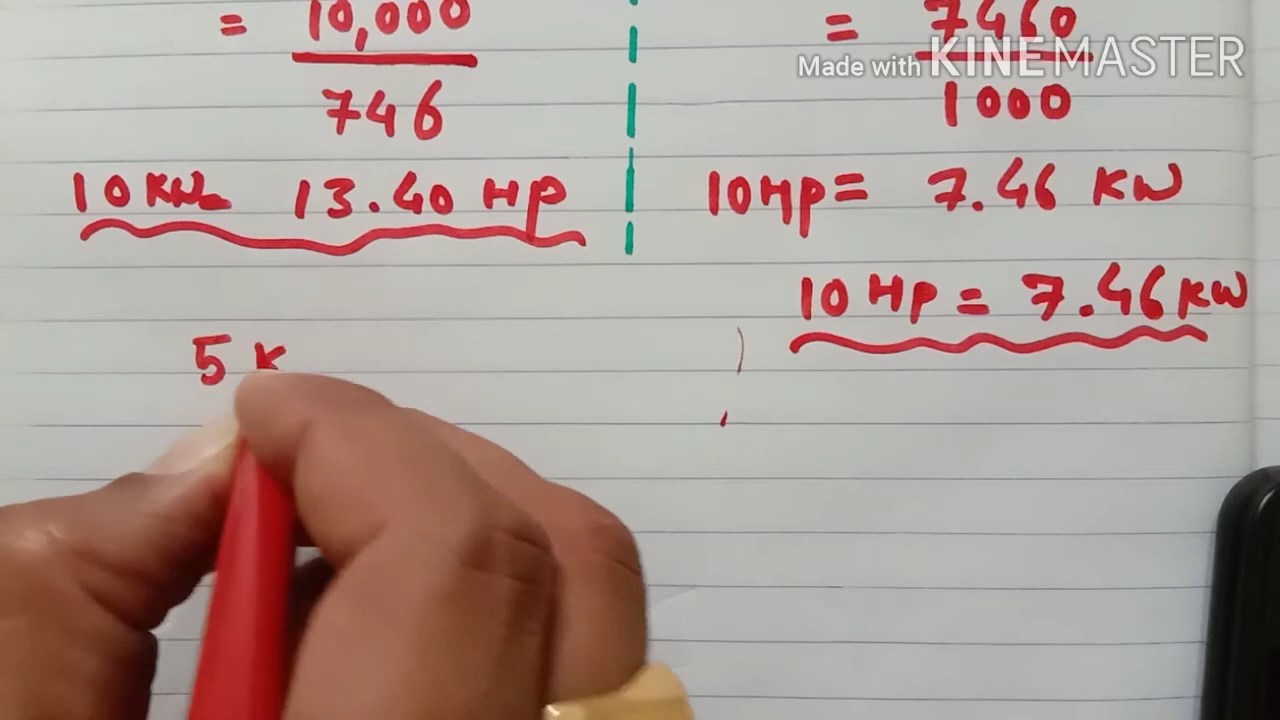 = 10,000
746
10 KW= 13.40 HP
5 K
= 7460
1000
10 HP = 7.46 KW
10 HP = 7.46 KW
Made with KINEMASTER